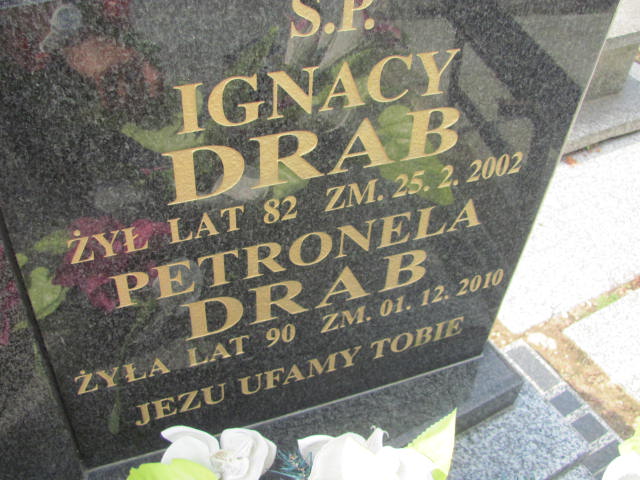 Ś.P.
IGNACY
DRAB
ŻYŁ LAT 82 ZM. 25. 2. 2002
PETRONELA
DRAB
ŻYŁA LAT 90 ZM. 01. 12. 2010
JEZU UFAMY TOBIE